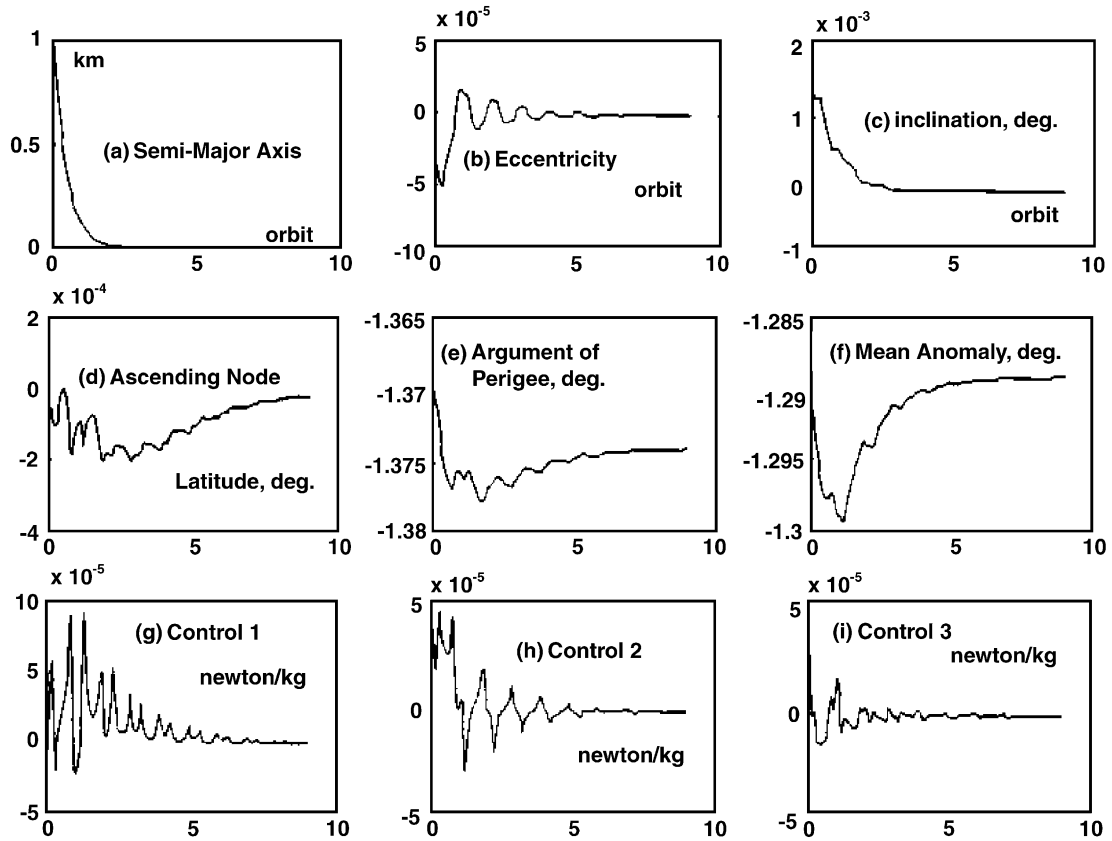 x 10⁻⁵
x 10⁻³
1
km
0.5
(a) Semi-Major Axis
orbit
0
0 5 10
5
0
(b) Eccentricity
-5
orbit
-10
0 5 10
2
1
(c) inclination, deg.
0
orbit
-1
0 5 10
x 10⁻⁴
2
(d) Ascending Node
0
-2
Latitude, deg.
-4
0 5 10
-1.365
(e) Argument of
Perigee, deg.
-1.37
-1.375
-1.38
0 5 10
-1.285
(f) Mean Anomaly, deg.
-1.29
-1.295
-1.3
0 5 10
x 10⁻⁵
10
(g) Control 1
5
newton/kg
0
-5
0 5 10
x 10⁻⁵
5
(h) Control 2
0
newton/kg
-5
0 5 10
x 10⁻⁵
5
(i) Control 3
newton/kg
0
-5
0 5 10